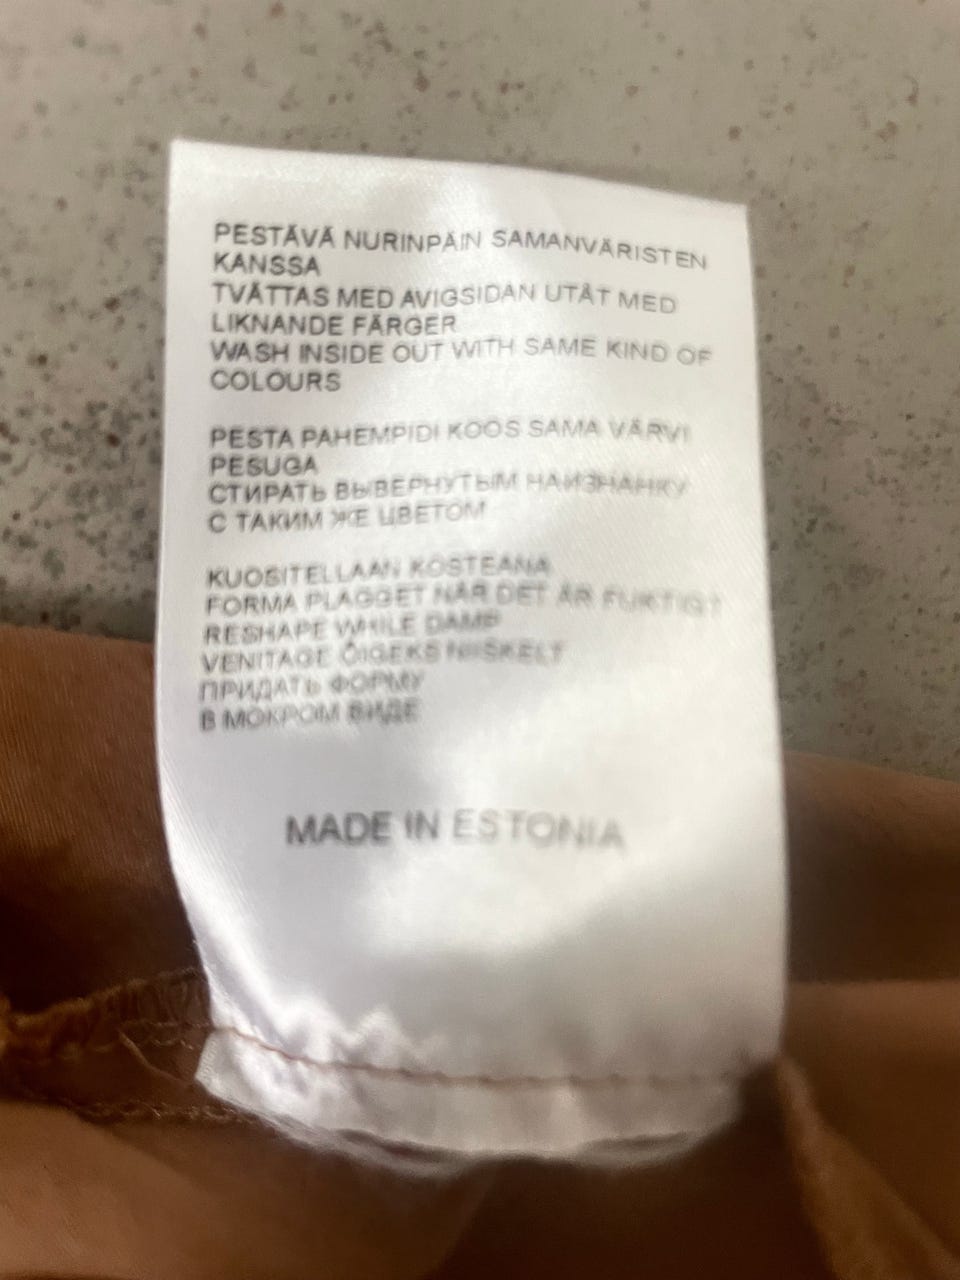 PESTÄVÄ NURINPÄIN SAMANVÄRISTEN
KANSSA
TVÄTTAS MED AVIGSIDAN UTÅT MED
LIKNANDE FÄRGER
WASH INSIDE OUT WITH SAME KIND OF
COLOURS
PESTA PAHEMPIDI KOOS SAMA VÄRVI
PESUGA
СТИРАТЬ ВЫВЕРНУТЫМ НАИЗНАНКУ
С ТАКИМ ЖЕ ЦВЕТОМ
KUOSITELLAAN KOSTEANA
FORMA PLAGGET NÄR DET ÄR FUKTIGT
RESHAPE WHILE DAMP
VENITAGE ÕIGEKS NIISKELT
ПРИДАТЬ ФОРМУ
В МОКРОМ ВИДЕ
MADE IN ESTONIA